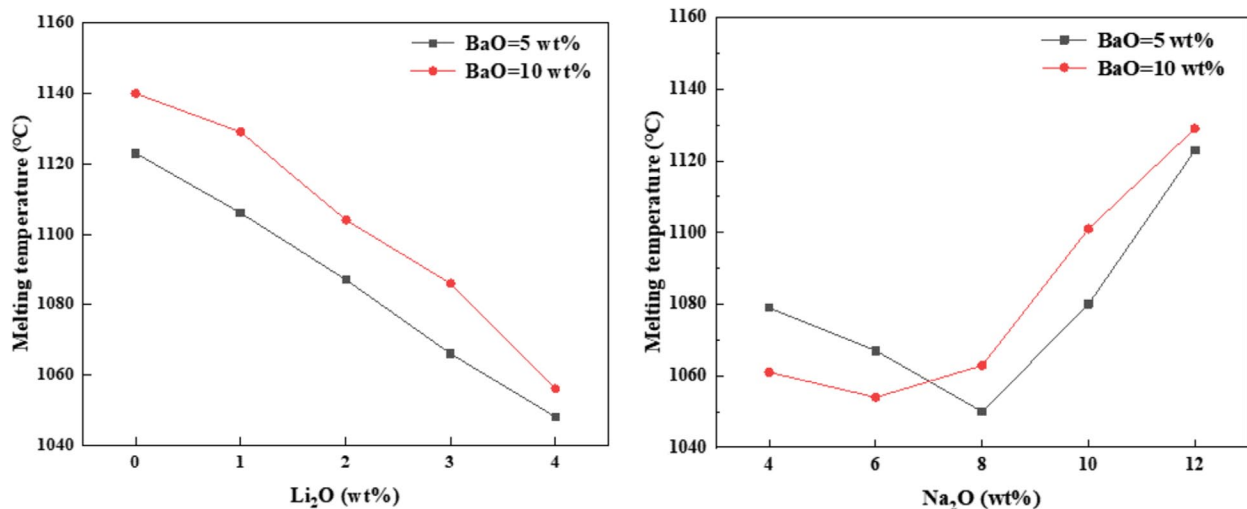 1160
1140
1120
1100
1080
1060
1040
Melting temperature (°C)
BaO=5 wt%
BaO=10 wt%
0 1 2 3 4
Li₂O (wt%)
1160
1140
1120
1100
1080
1060
1040
Melting temperature (°C)
BaO=5 wt%
BaO=10 wt%
4 6 8 10 12
Na₂O (wt%)